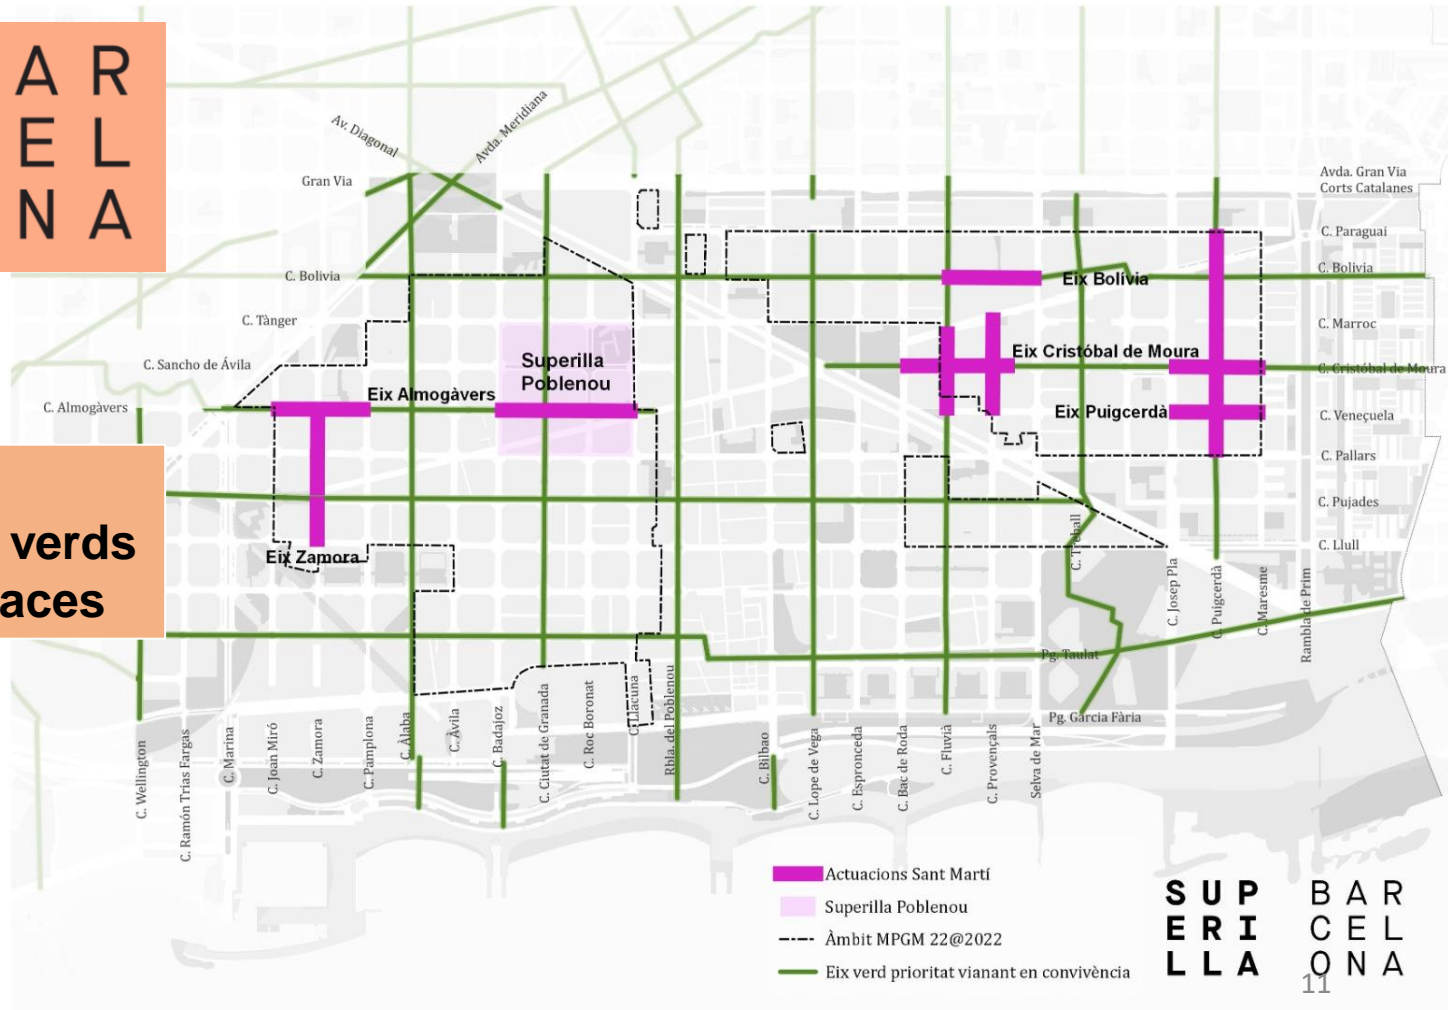 A R
E L
N A
verds
aces
Av. Diagonal
Avda. Meridiana
Gran Via
C. Bolivia
C. Tànger
C. Sancho de Ávila
C. Almogàvers
Eix Almogàvers
Superilla
Poblenou
Eix Zamora
Eix Bolívia
Eix Cristóbal de Moura
Eix Puigcerdà
Avda. Gran Via
Corts Catalanes
C. Paraguai
C. Bolivia
C. Marroc
C. Cristóbal de Moura
C. Veneçuela
C. Pallars
C. Pujades
C. Llull
C. Josep Pla
C. Puigcerdà
C. Maresme
Rambla de Prim
Pg. Taulat
Pg. Garcia Fària
C. Wellington
C. Ramón Trias Fargas
C. Marina
C. Joan Miró
C. Zamora
C. Pamplona
C. Àlaba
C. Àvila
C. Badajoz
C. Ciutat de Granada
C. Roc Boronat
C. Llacuna
Rbla. del Poblenou
C. Bilbao
C. Lope de Vega
C. Espronceda
C. Bac de Roda
C. Fluvià
C. Provençals
Selva de Mar
Actuacions Sant Martí
Superilla Poblenou
Àmbit MPGM 22@2022
Eix verd prioritat vianant en convivència
S U P
E R I
L L A
B A R
C E L
O N A
11